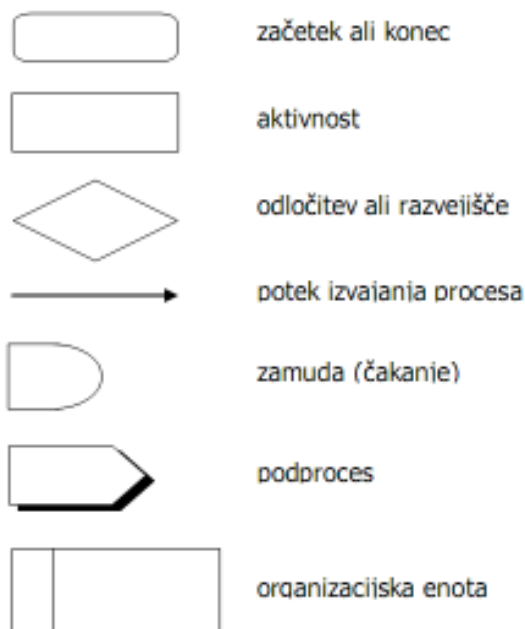 začetek ali konec
aktivnost
odločitev ali razvejišče
potek izvajanja procesa
zamuda (čakanje)
podproces
organizacijska enota